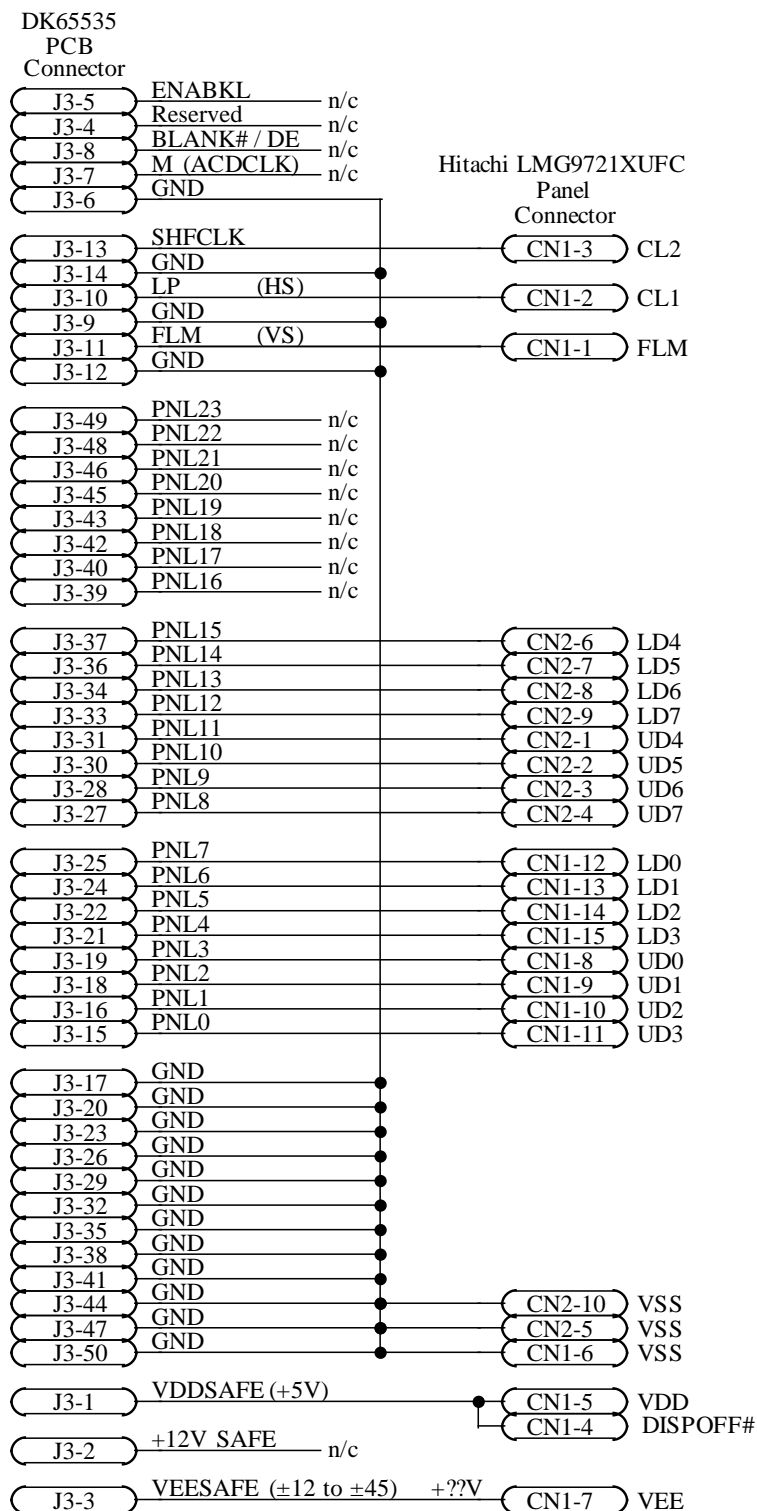 DK65535
PCB
Connector
J3-5 ENABKL n/c
J3-4 Reserved n/c
J3-8 BLANK# / DE n/c
J3-7 M (ACDCLK) n/c
J3-6 GND
Hitachi LMG9721XUFC
Panel
Connector
J3-13 SHFCLK CN1-3 CL2
J3-14 GND
J3-10 LP (HS) CN1-2 CL1
J3-9 GND
J3-11 FLM (VS) CN1-1 FLM
J3-12 GND
J3-49 PNL23 n/c
J3-48 PNL22 n/c
J3-46 PNL21 n/c
J3-45 PNL20 n/c
J3-43 PNL19 n/c
J3-42 PNL18 n/c
J3-40 PNL17 n/c
J3-39 PNL16 n/c
J3-37 PNL15 CN2-6 LD4
J3-36 PNL14 CN2-7 LD5
J3-34 PNL13 CN2-8 LD6
J3-33 PNL12 CN2-9 LD7
J3-31 PNL11 CN2-1 UD4
J3-30 PNL10 CN2-2 UD5
J3-28 PNL9 CN2-3 UD6
J3-27 PNL8 CN2-4 UD7
J3-25 PNL7 CN1-12 LD0
J3-24 PNL6 CN1-13 LD1
J3-22 PNL5 CN1-14 LD2
J3-21 PNL4 CN1-15 LD3
J3-19 PNL3 CN1-8 UD0
J3-18 PNL2 CN1-9 UD1
J3-16 PNL1 CN1-10 UD2
J3-15 PNL0 CN1-11 UD3
J3-17 GND
J3-20 GND
J3-23 GND
J3-26 GND
J3-29 GND
J3-32 GND
J3-35 GND
J3-38 GND
J3-41 GND
J3-44 GND CN2-10 VSS
J3-47 GND CN2-5 VSS
J3-50 GND CN1-6 VSS
J3-1 VDDSAFE (+5V) CN1-5 VDD
CN1-4 DISPOFF#
J3-2 +12V SAFE n/c
J3-3 VEESAFE (±12 to ±45) +??V CN1-7 VEE